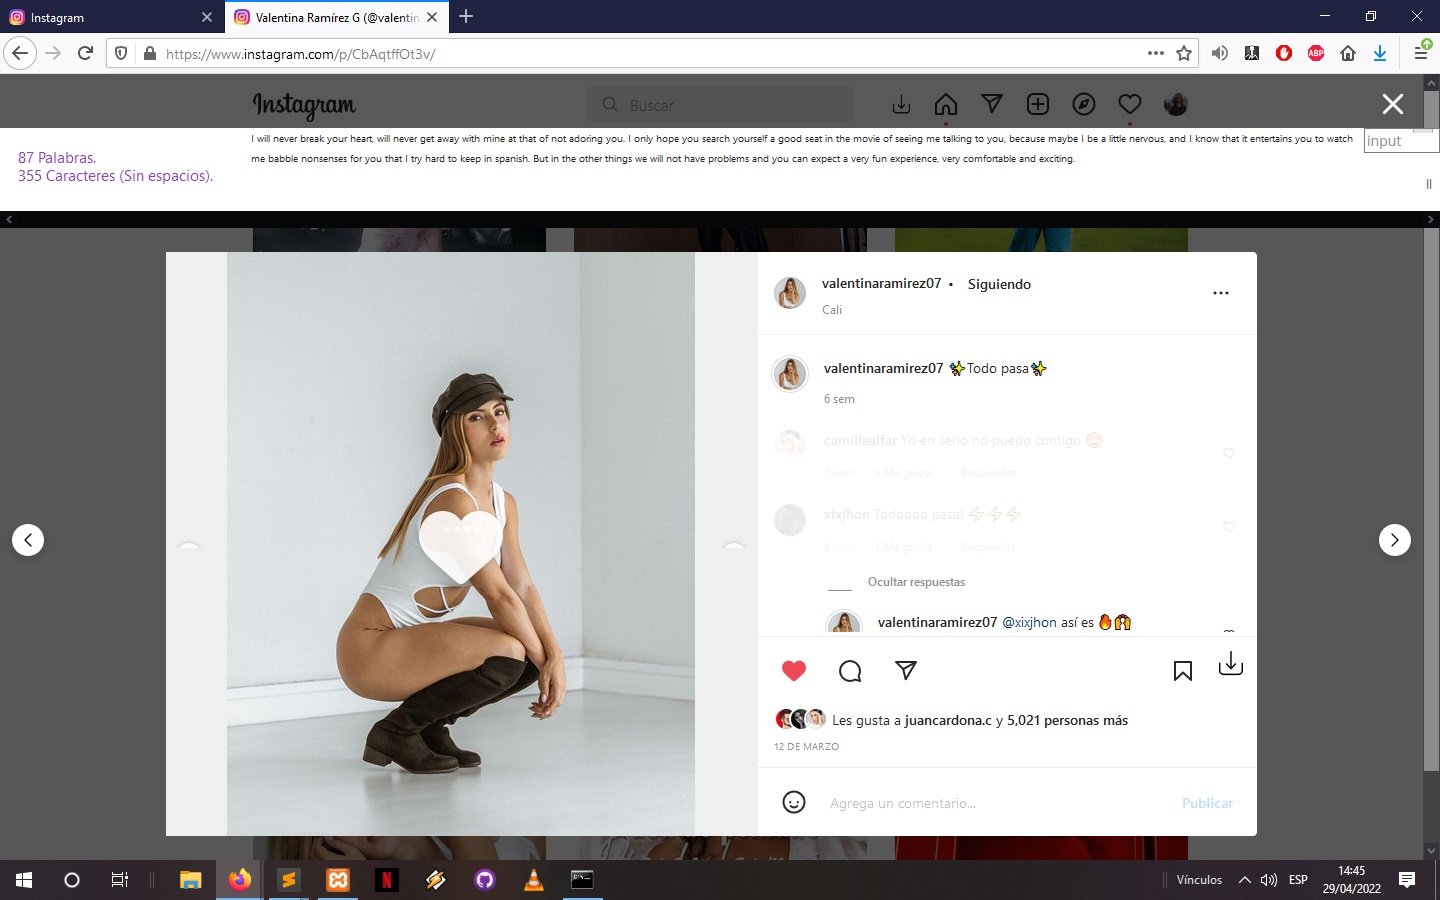 Instagram
Valentina Ramírez G (@valentin
https://www.instagram.com/p/CbAqtffOt3v/
ABP
Instagram
Buscar
I will never break your heart, will never get away with mine at that of not adoring you. I only hope you search yourself a good seat in the movie of seeing me talking to you, because maybe I be a little nervous, and I know that it entertains you to watch
me babble nonsenses for you that I try hard to keep in spanish. But in the other things we will not have problems and you can expect a very fun experience, very comfortable and exciting.
87 Palabras.
355 Caracteres (Sin espacios).
input
valentinaramirez07 • Siguiendo
Cali
valentinaramirez07 ✨Todo pasa✨
6 sem
camillaalfar Yo en serio no puedo contigo 😍
6 sem 1 Me gusta Responder
xixjhon Todoooo pasa! ⚡⚡⚡
6 sem 1 Me gusta Responder
Ocultar respuestas
valentinaramirez07 @xixjhon así es 🔥🙌
Les gusta a juancardona.c y 5,021 personas más
12 DE MARZO
Agrega un comentario... Publicar
Vínculos
ESP
14:45
29/04/2022